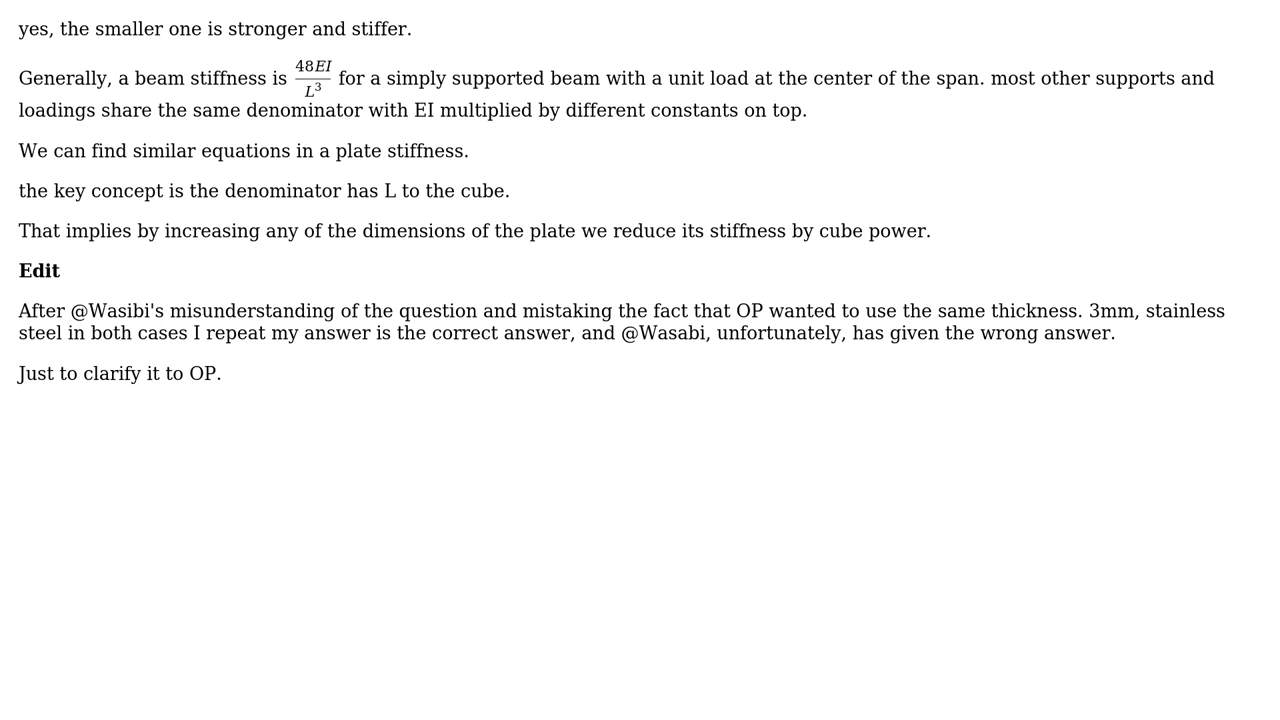 yes, the smaller one is stronger and stiffer.
Generally, a beam stiffness is $\frac{48EI}{L^3}$ for a simply supported beam with a unit load at the center of the span. most other supports and
loadings share the same denominator with EI multiplied by different constants on top.
We can find similar equations in a plate stiffness.
the key concept is the denominator has L to the cube.
That implies by increasing any of the dimensions of the plate we reduce its stiffness by cube power.
Edit
After @Wasibi's misunderstanding of the question and mistaking the fact that OP wanted to use the same thickness. 3mm, stainless
steel in both cases I repeat my answer is the correct answer, and @Wasabi, unfortunately, has given the wrong answer.
Just to clarify it to OP.